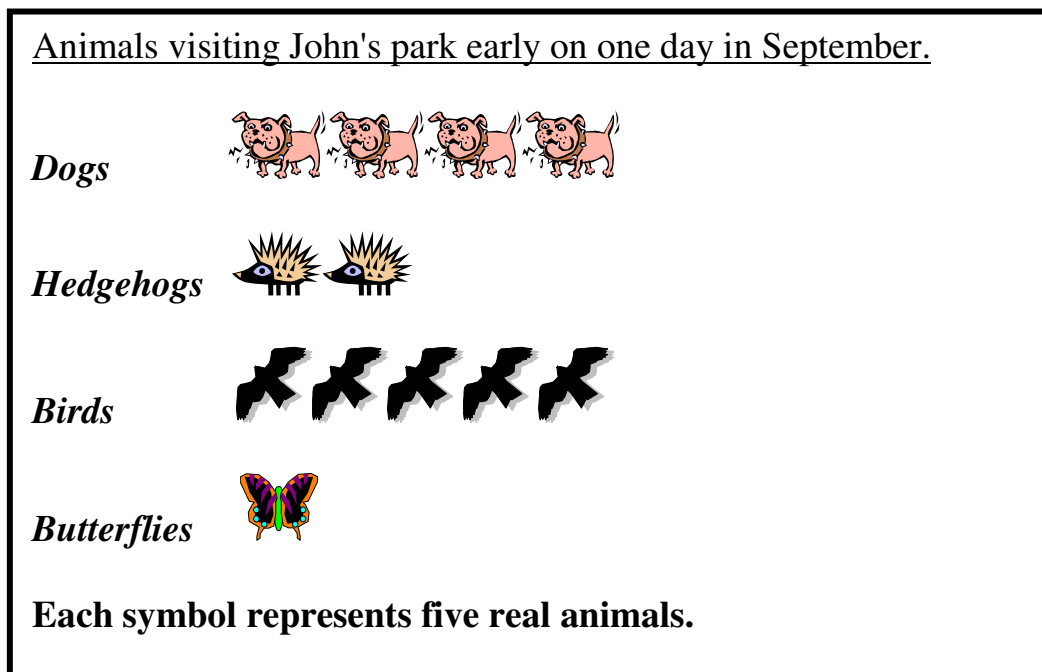 Animals visiting John's park early on one day in September.
Dogs
Hedgehogs
Birds
Butterflies
Each symbol represents five real animals.